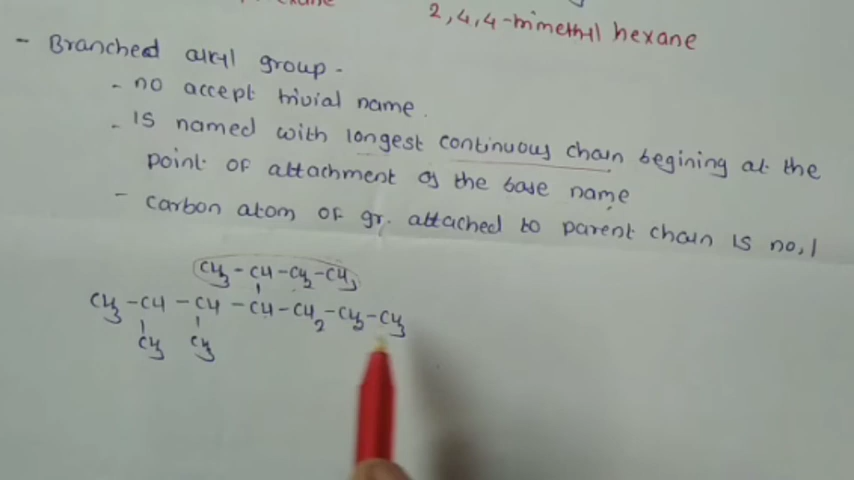 2,4,4-trimethyl hexane
- Branched alkyl group -
- no accept trivial name.
- Is named with longest continuous chain begining at the
point of attachment as the base name
- carbon atom of gr. attached to parent chain is no, 1
CH3 - CH - CH2 - CH3
CH3 - CH - CH - CH - CH2 - CH2 - CH3
CH3 CH3